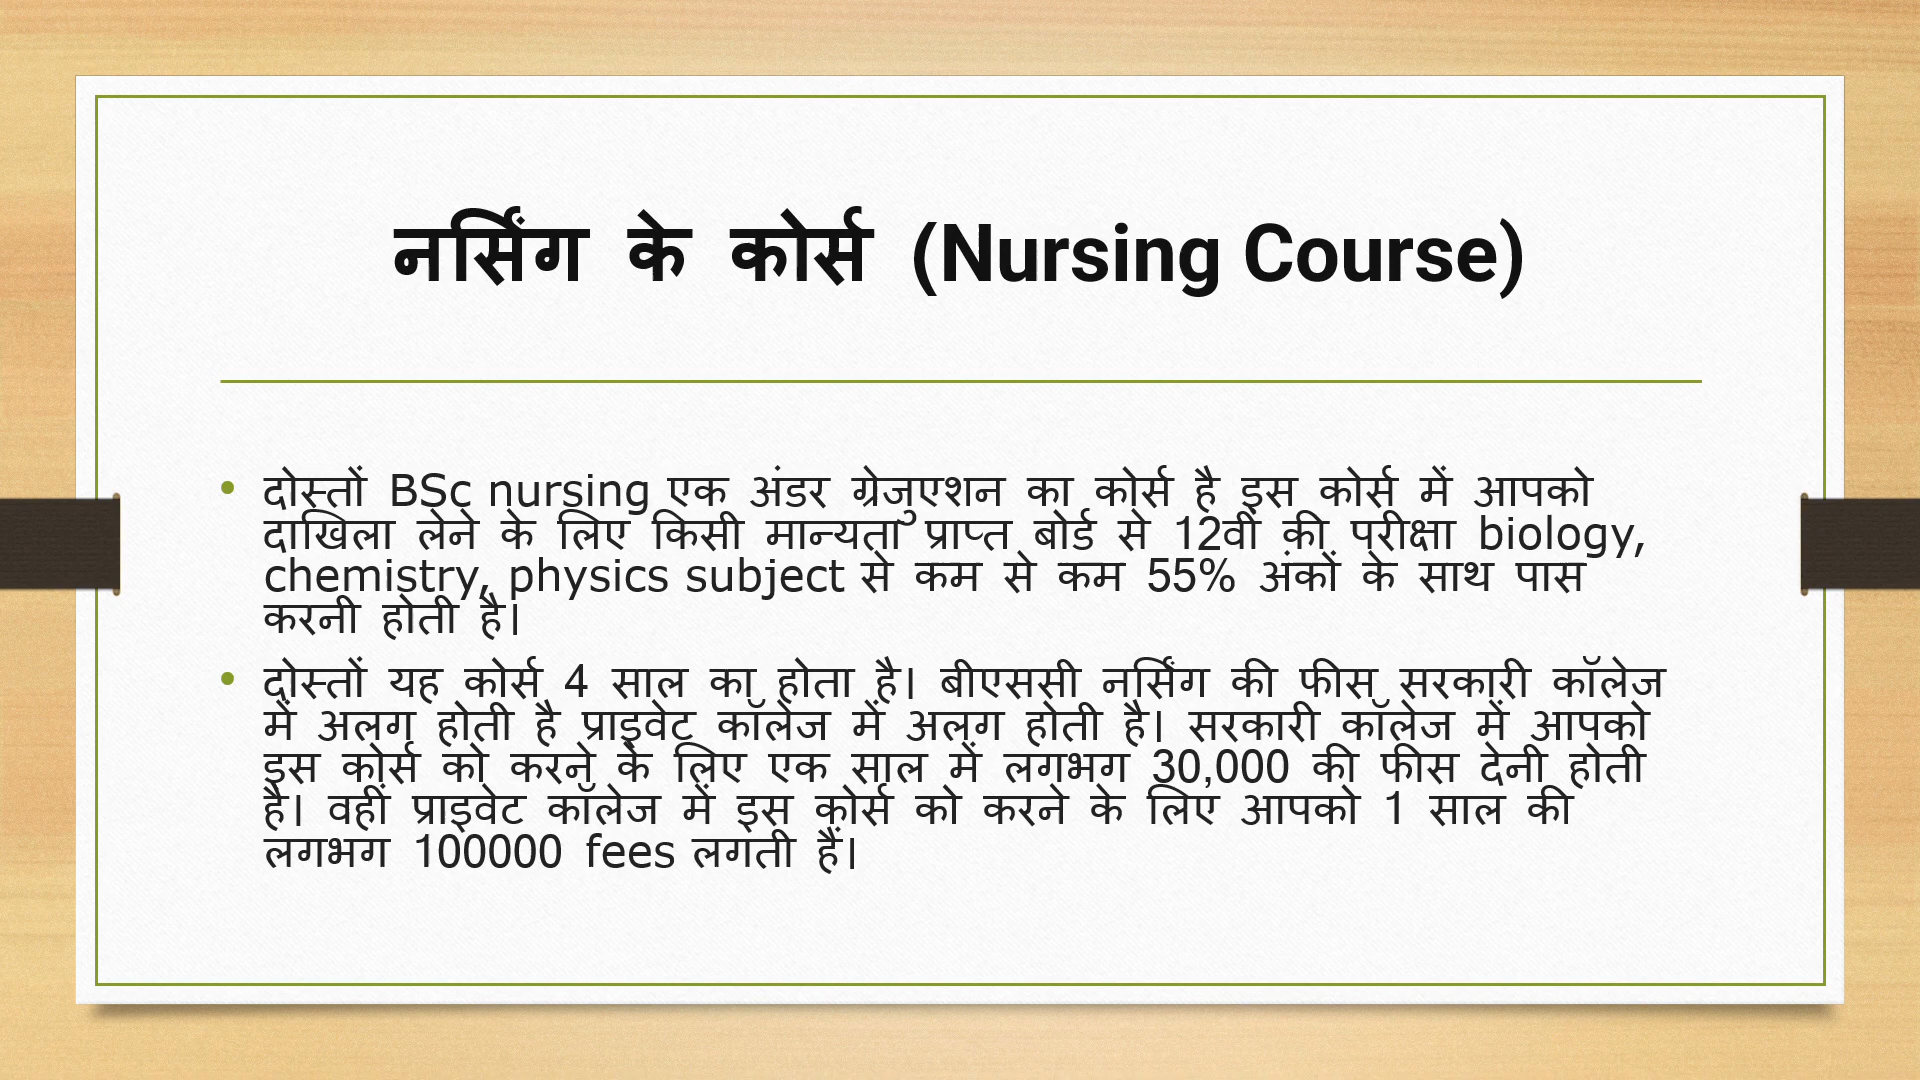 नर्सिंग के कोर्स (Nursing Course)
• दोस्तों BSc nursing एक अंडर ग्रेजुएशन का कोर्स है इस कोर्स में आपको
दाखिला लेने के लिए किसी मान्यता प्राप्त बोर्ड से 12वीं की परीक्षा biology,
chemistry, physics subject से कम से कम 55% अंकों के साथ पास
करनी होती है।
• दोस्तों यह कोर्स 4 साल का होता है। बीएससी नर्सिंग की फीस सरकारी कॉलेज
में अलग होती है प्राइवेट कॉलेज में अलग होती है। सरकारी कॉलेज में आपको
इस कोर्स को करने के लिए एक साल में लगभग 30,000 की फीस देनी होती
है। वहीं प्राइवेट कॉलेज में इस कोर्स को करने के लिए आपको 1 साल की
लगभग 100000 fees लगती हैं।